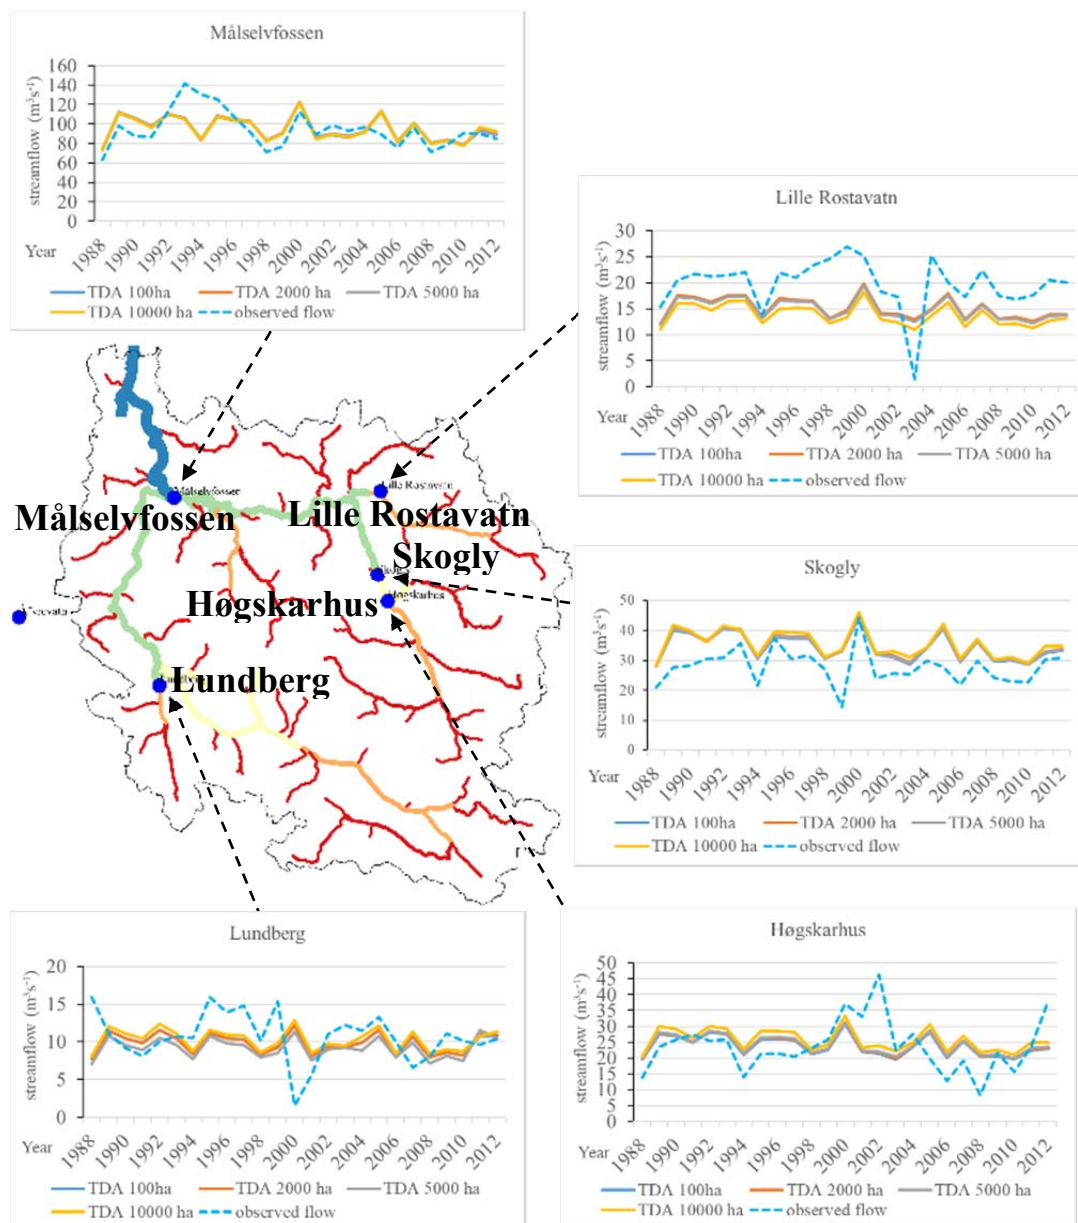 Målselvfossen
streamflow (m³s⁻¹)
160
140
120
100
80
60
40
20
0
Year
1988
1990
1992
1994
1996
1998
2000
2002
2004
2006
2008
2010
2012
TDA 100ha
TDA 2000 ha
TDA 5000 ha
TDA 10000 ha
observed flow
Lille Rostavatn
streamflow (m³s⁻¹)
30
25
20
15
10
5
0
Year
1988
1990
1992
1994
1996
1998
2000
2002
2004
2006
2008
2010
2012
TDA 100ha
TDA 2000 ha
TDA 5000 ha
TDA 10000 ha
observed flow
Målselvfossen
Lille Rostavatn
Målselvfossen
Lille Rostavatn
Skogly
Skogly
Høgskarhus
Høgskarhus
Lundberg
Skogly
streamflow (m³s⁻¹)
50
40
30
20
10
0
Year
1988
1990
1992
1994
1996
1998
2000
2002
2004
2006
2008
2010
2012
TDA 100ha
TDA 2000 ha
TDA 5000 ha
TDA 10000 ha
observed flow
Lundberg
streamflow (m³s⁻¹)
20
15
10
5
0
Year
1988
1990
1992
1994
1996
1998
2000
2002
2004
2006
2008
2010
2012
TDA 100ha
TDA 2000 ha
TDA 5000 ha
TDA 10000 ha
observed flow
Høgskarhus
streamflow (m³s⁻¹)
50
45
40
35
30
25
20
15
10
5
0
Year
1988
1990
1992
1994
1996
1998
2000
2002
2004
2006
2008
2010
2012
TDA 100ha
TDA 2000 ha
TDA 5000 ha
TDA 10000 ha
observed flow